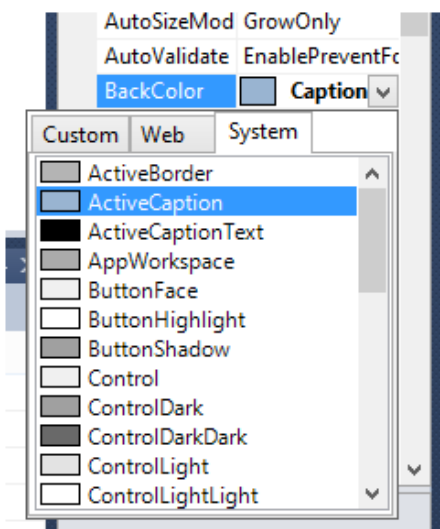 AutoSizeMod GrowOnly
AutoValidate EnablePreventFo
BackColor Caption
Custom Web System
ActiveBorder
ActiveCaption
ActiveCaptionText
AppWorkspace
ButtonFace
ButtonHighlight
ButtonShadow
Control
ControlDark
ControlDarkDark
ControlLight
ControlLightLight